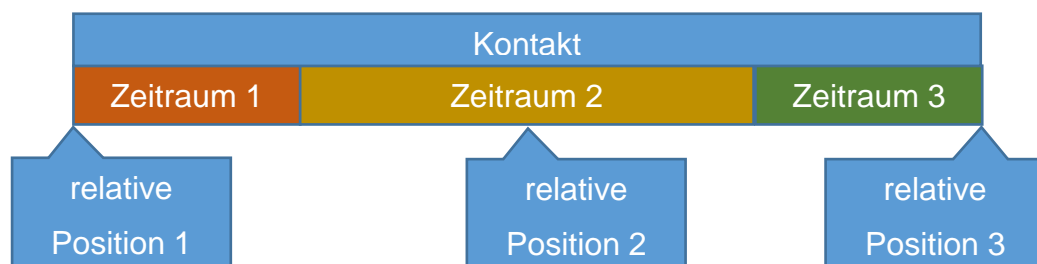 Kontakt
Zeitraum 1
Zeitraum 2
Zeitraum 3
relative
Position 1
relative
Position 2
relative
Position 3